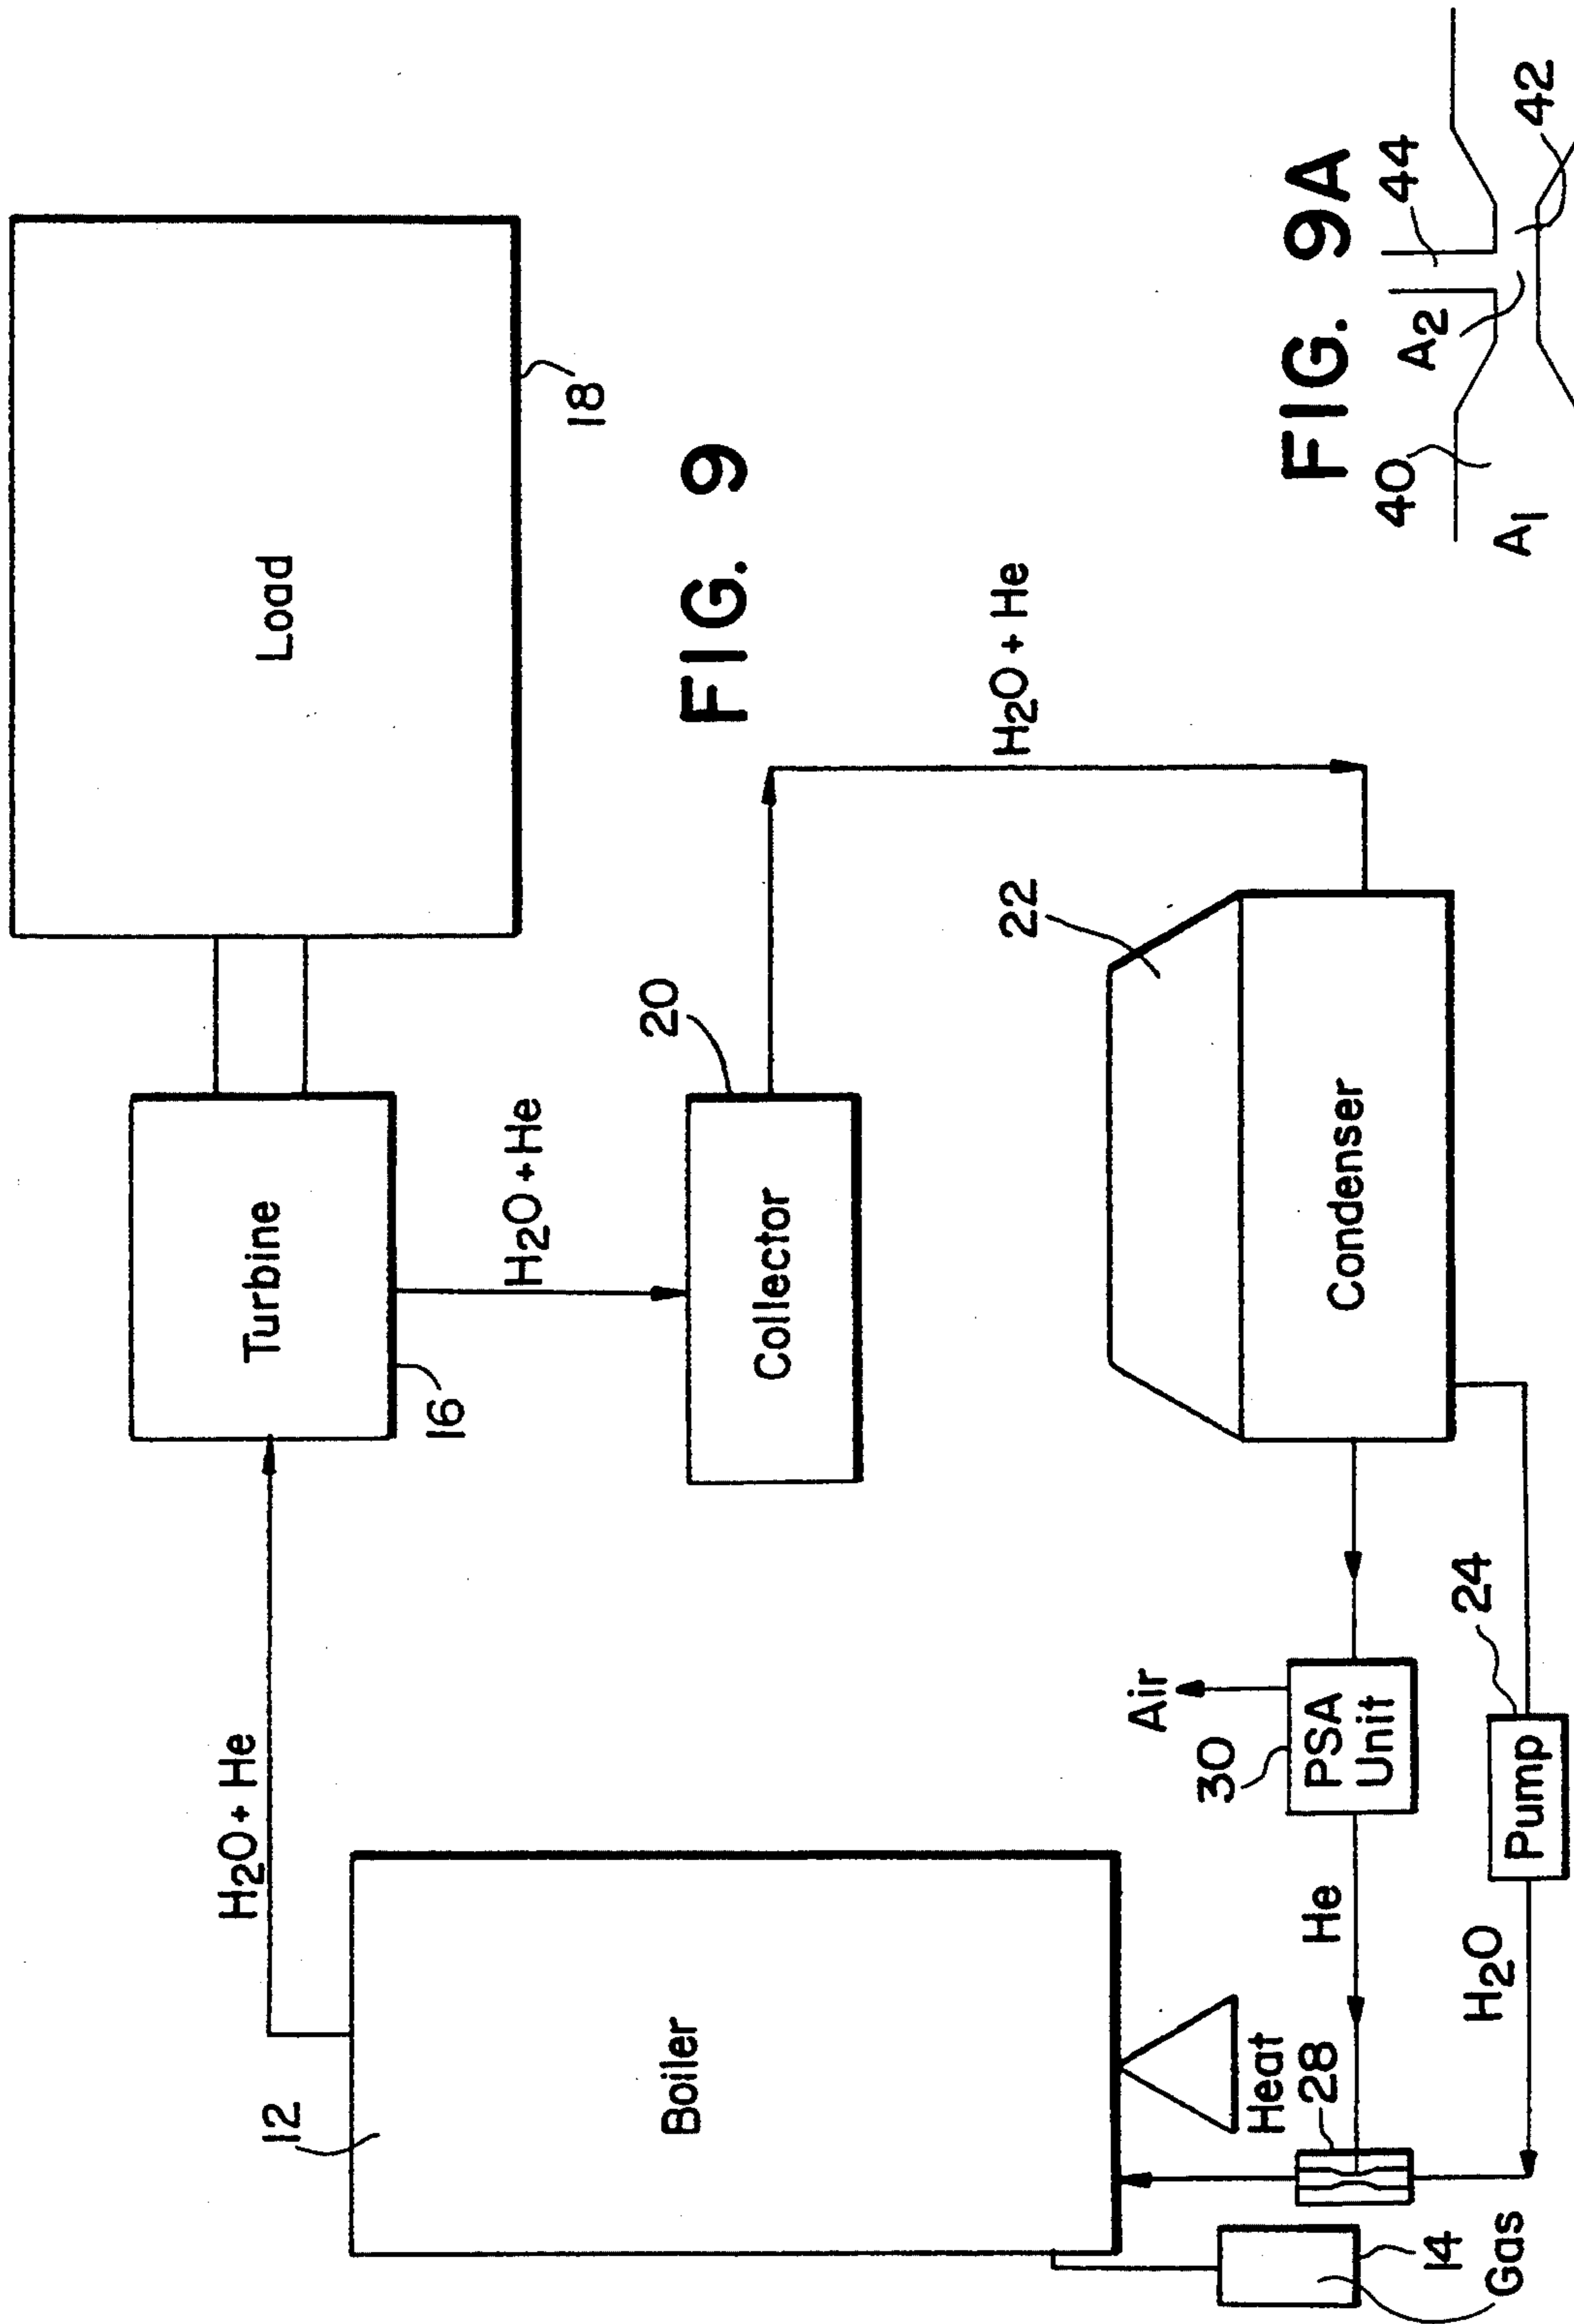 Load
18
Turbine
16
H2O + He
H2O + He
FIG. 9
20
Collector
H2O + He
22
Condenser
12
Boiler
Heat
Air
30
PSA
Unit
He
24
Pump
H2O
28
14
Gas
FIG. 9A
40
A1
A2
44
42